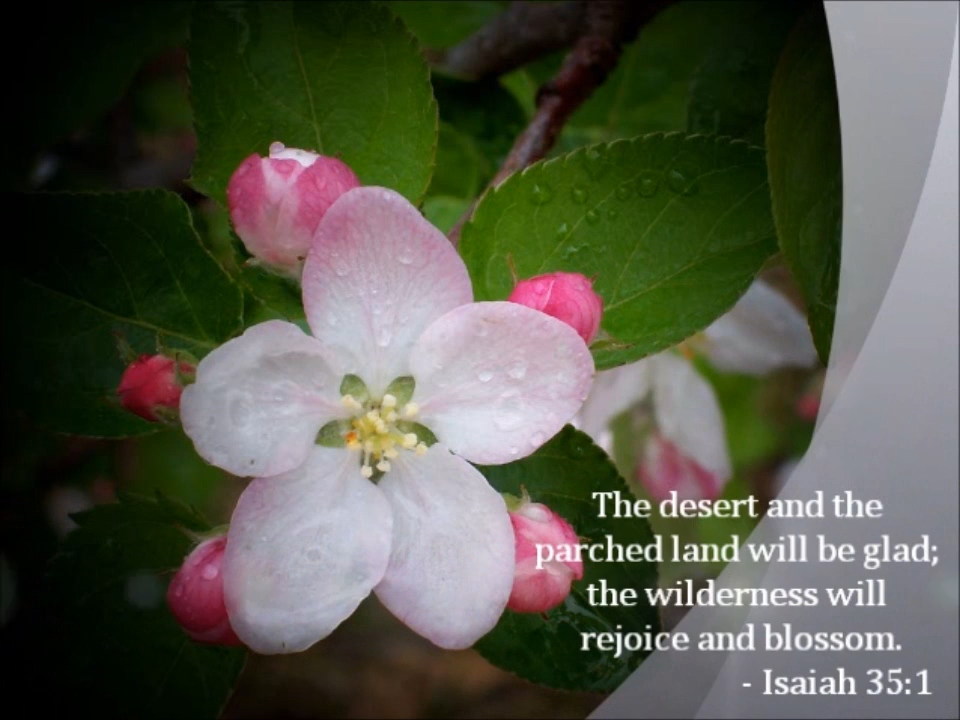 The desert and the
parched land will be glad;
the wilderness will
rejoice and blossom.
- Isaiah 35:1